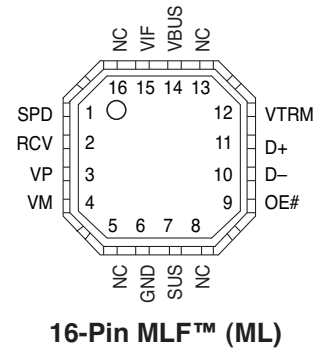 NC VIF VBUS NC
16 15 14 13
SPD 1 12 VTRM
RCV 2 11 D+
VP 3 10 D–
VM 4 9 OE#
5 6 7 8
NC GND SUS NC
16-Pin MLF™ (ML)